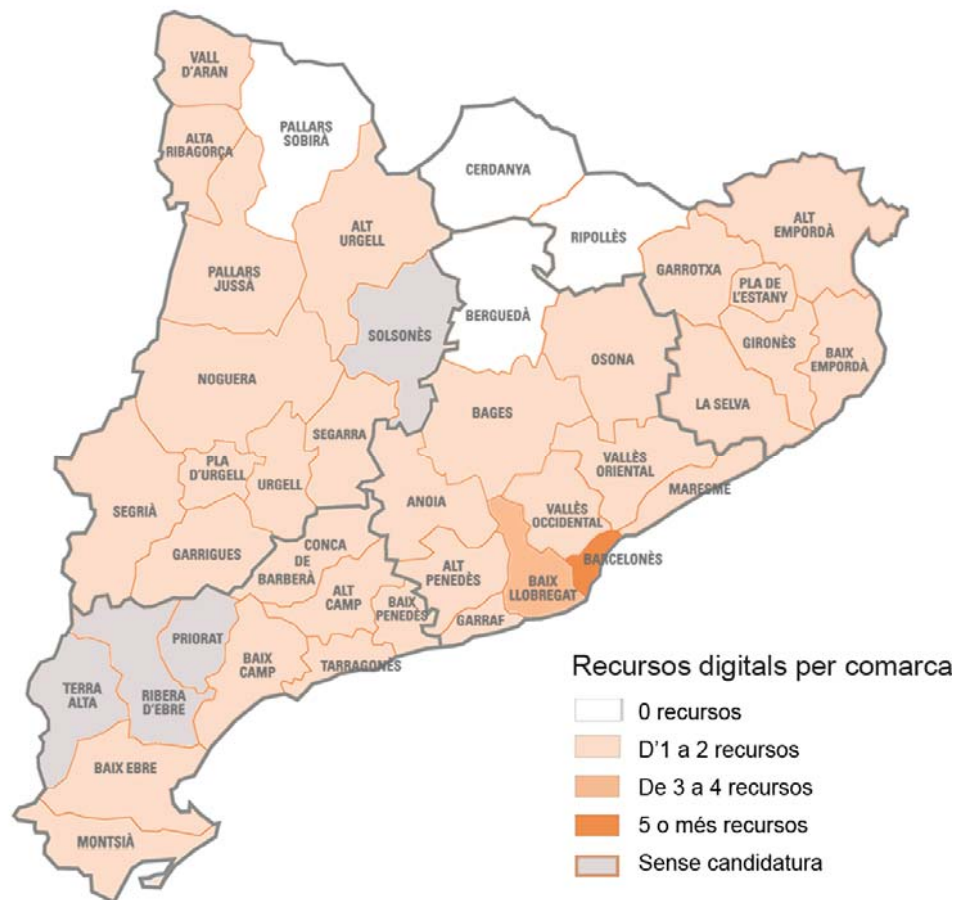 VALL
D'ARAN
PALLARS
SOBIRÀ
ALTA
RIBAGORÇA
CERDANYA
ALT
URGELL
RIPOLLÈS
ALT
EMPORDÀ
GARROTXA
PALLARS
JUSSÀ
PLA DE
L'ESTANY
BERGUEDÀ
SOLSONÈS
GIRONÈS
BAIX
EMPORDÀ
OSONA
NOGUERA
LA SELVA
BAGES
SEGARRA
VALLÈS
ORIENTAL
PLA
D'URGELL
URGELL
MARESME
ANOIA
SEGRIÀ
VALLÈS
OCCIDENTAL
GARRIGUES
CONCA
DE
BARBERÀ
BARCELONÈS
ALT
PENEDÈS
BAIX
LLOBREGAT
ALT
CAMP
BAIX
PENEDÈS
GARRAF
PRIORAT
BAIX
CAMP
TARRAGONÈS
TERRA
ALTA
RIBERA
D'EBRE
BAIX EBRE
MONTSIÀ
Recursos digitals per comarca
0 recursos
D'1 a 2 recursos
De 3 a 4 recursos
5 o més recursos
Sense candidatura